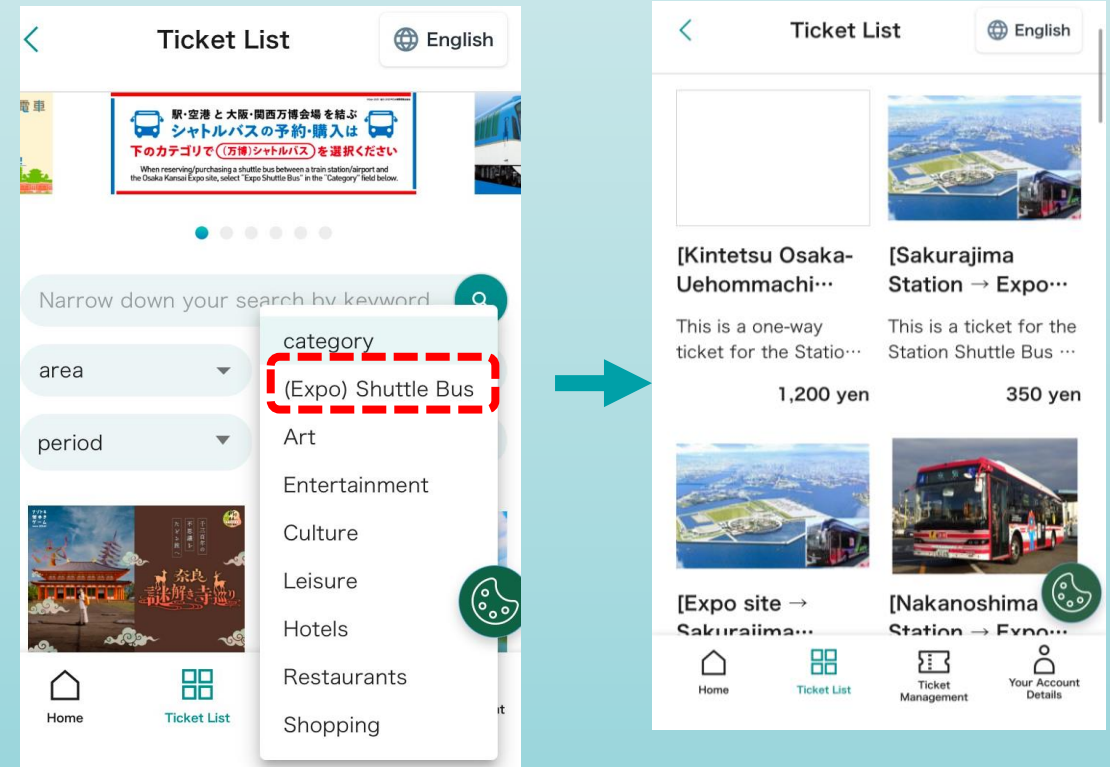 Ticket List
English
電車
駅・空港 と 大阪・関西万博会場 を 結ぶ
シャトルバスの予約・購入は
下のカテゴリで((万博)シャトルバス)を選択ください
When reserving/purchasing a shuttle bus between a train station/airport and
the Osaka Kansai Expo site, select "Expo Shuttle Bus" in the "Category" field below.
Narrow down your search by keyword
area
period
category
(Expo) Shuttle Bus
Art
Entertainment
Culture
Leisure
Hotels
Restaurants
Shopping
奈良
謎解き寺巡り
Home
Ticket List
Ticket List
English
[Kintetsu Osaka-
Uehommachi…
This is a one-way
ticket for the Statio…
1,200 yen
[Sakurajima
Station → Expo…
This is a ticket for the
Station Shuttle Bus …
350 yen
[Expo site →
Sakurajima…
[Nakanoshima
Station → Expo…
Home
Ticket List
Ticket
Management
Your Account
Details